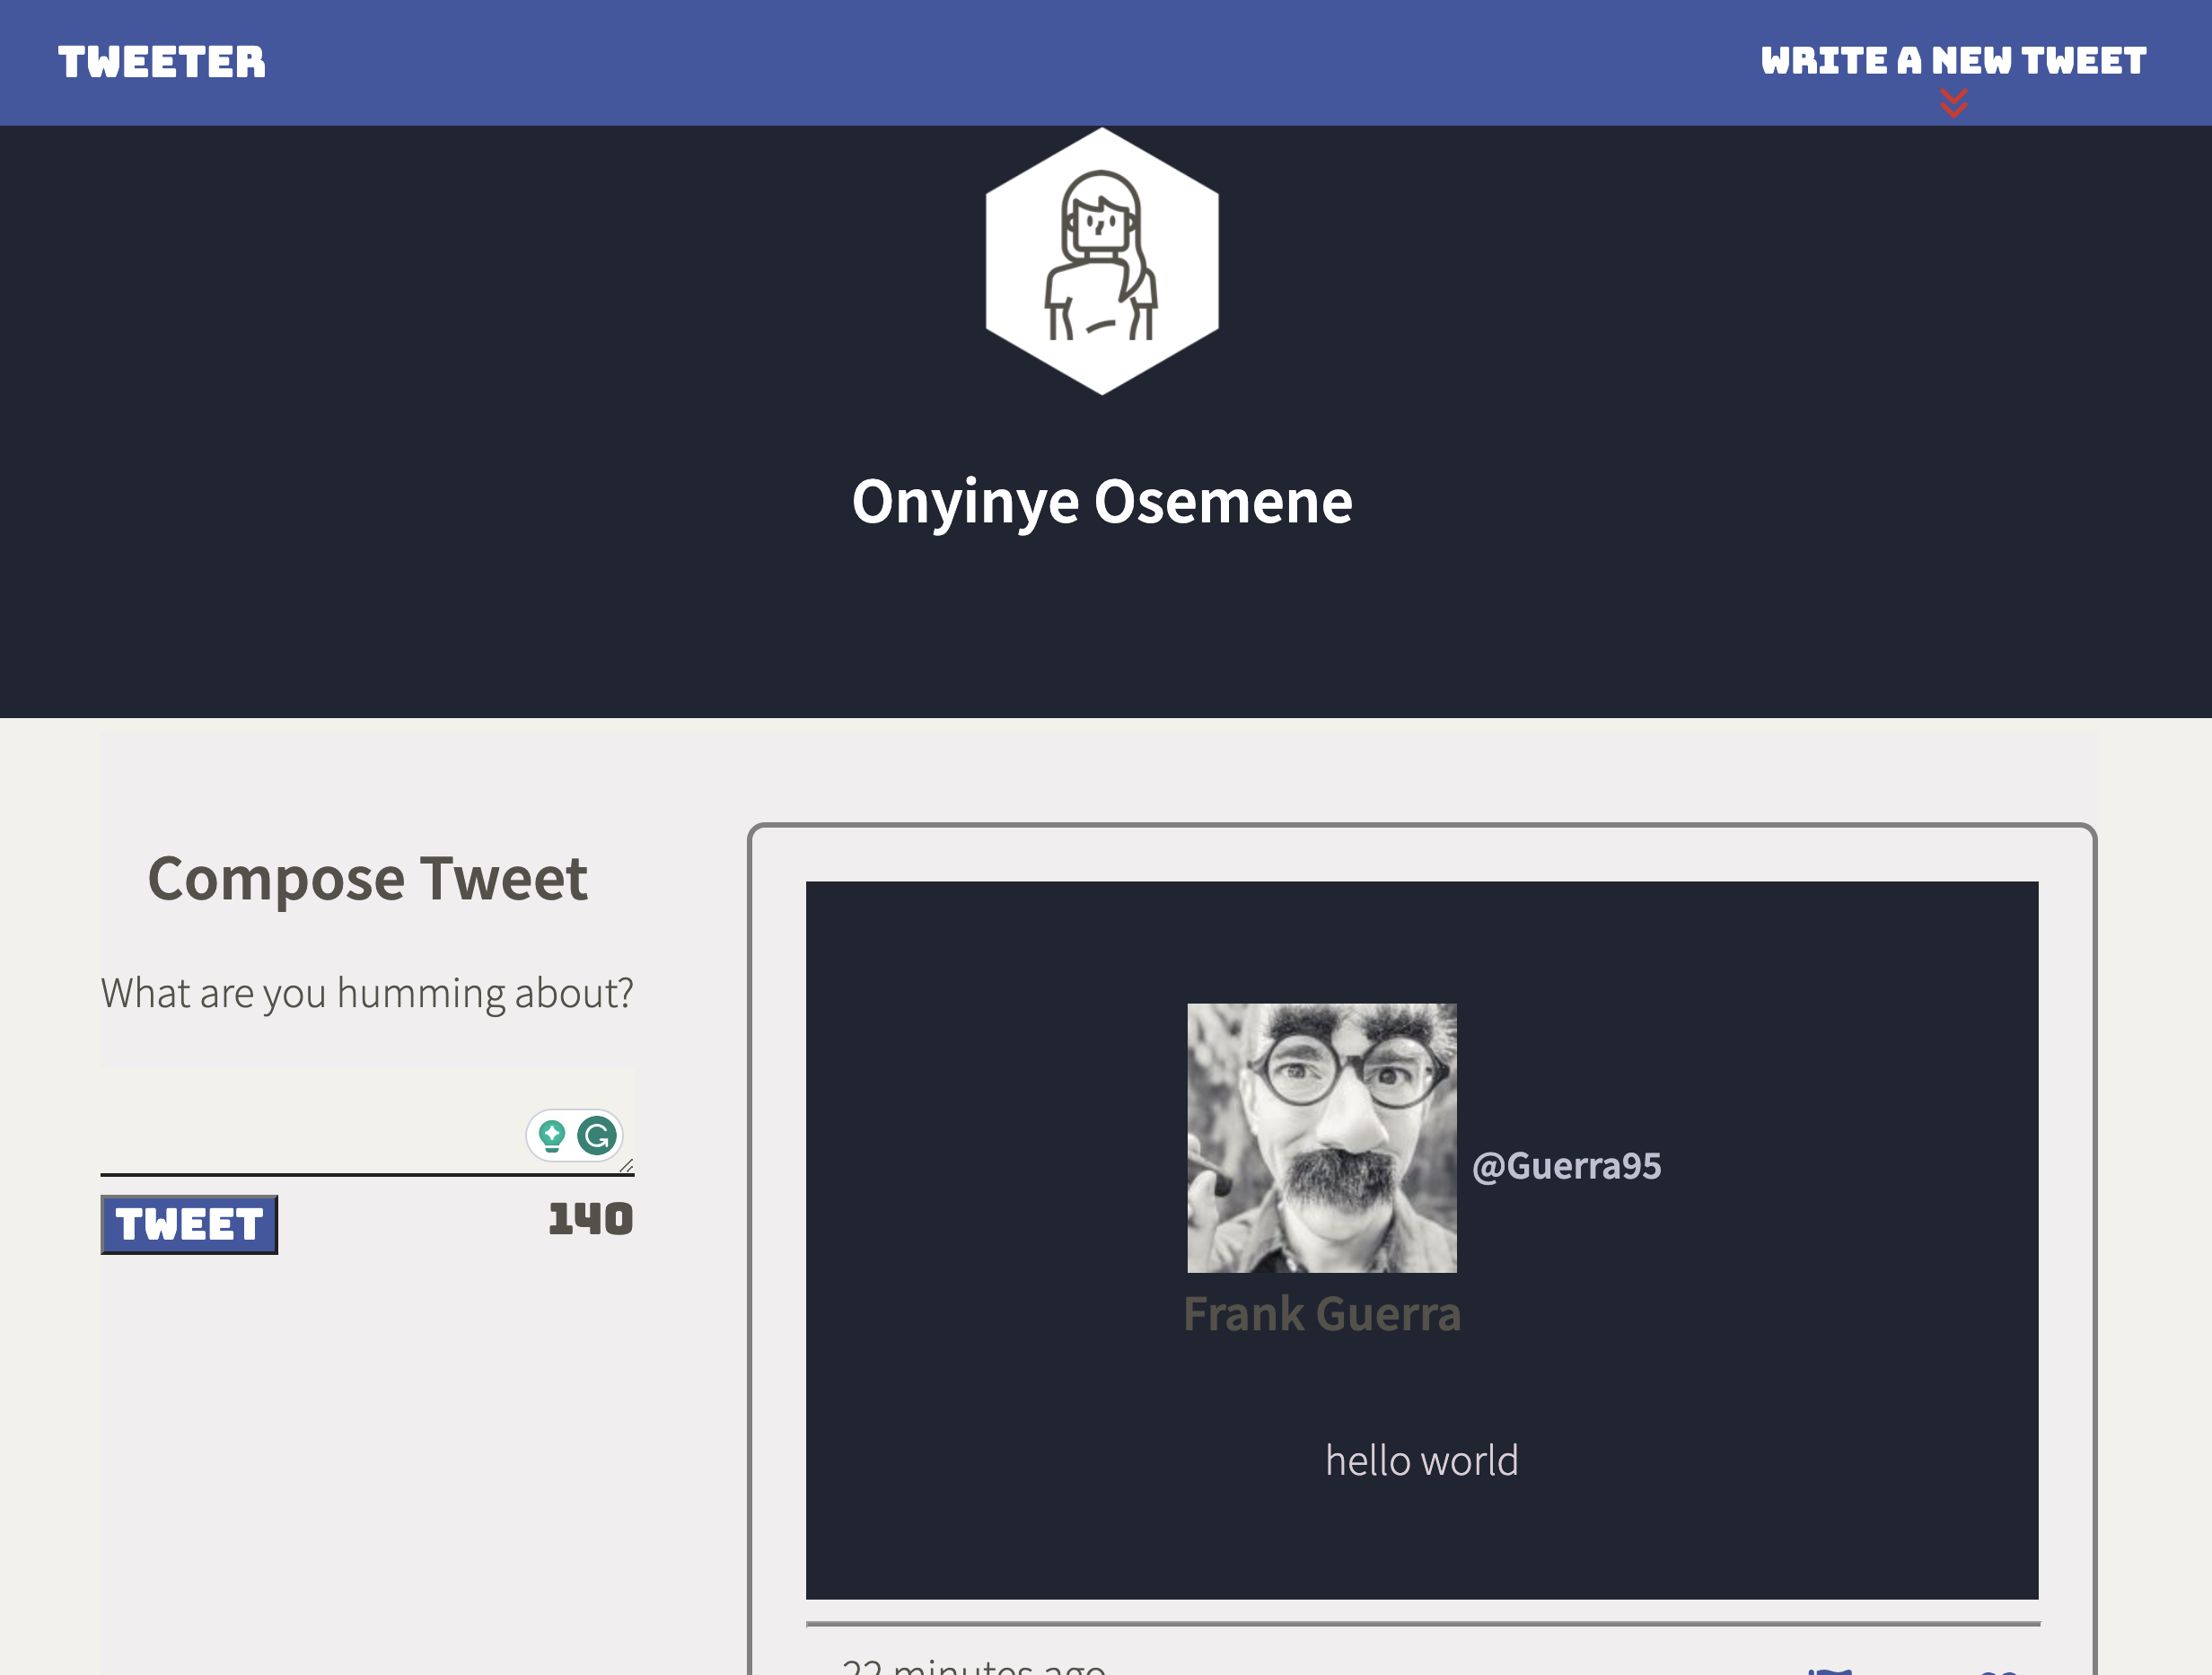 TWEETER
WRITE A NEW TWEET
Onyinye Osemene
Compose Tweet
What are you humming about?
TWEET
140
@Guerra95
Frank Guerra
hello world
22 minutes ago